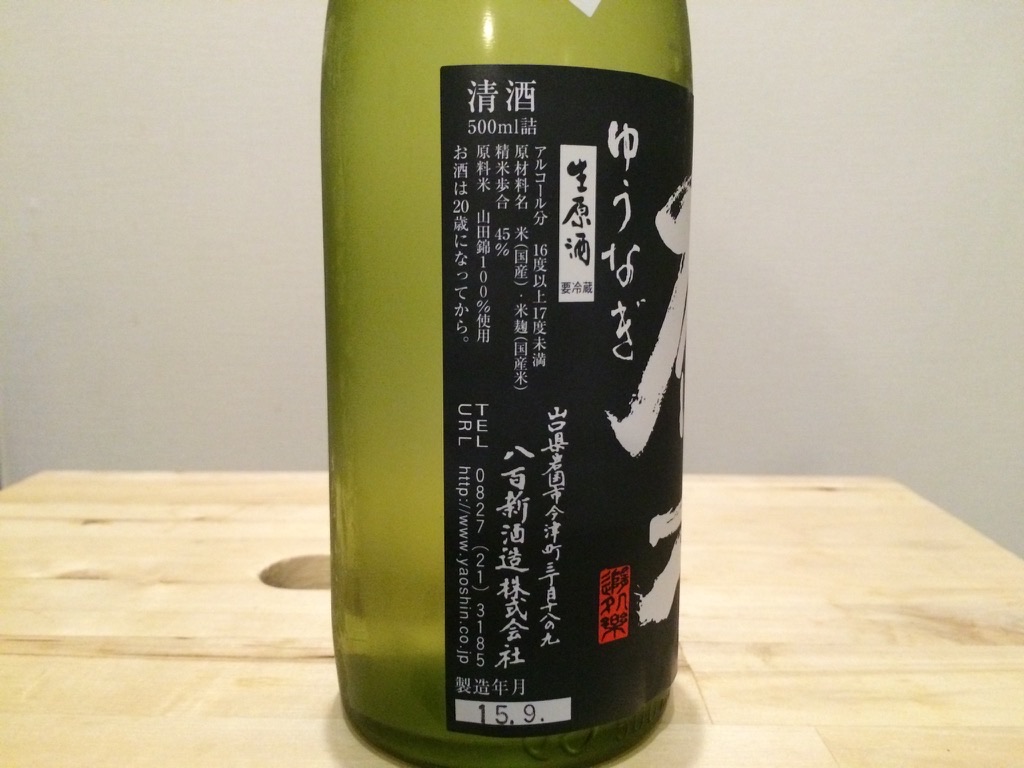 清酒
500ml詰
ゆうなぎ
生原酒
要冷蔵
アルコール分 16度以上17度未満
原材料名 米(国産)・米麹(国産米)
精米歩合 45%
原料米 山田錦100%使用
お酒は20歳になってから。
山口県岩国市今津町三丁目十八の九
八百新酒造株式会社
TEL 0827(21)3185
URL http://www.yaoshin.co.jp
製造年月
15.9.